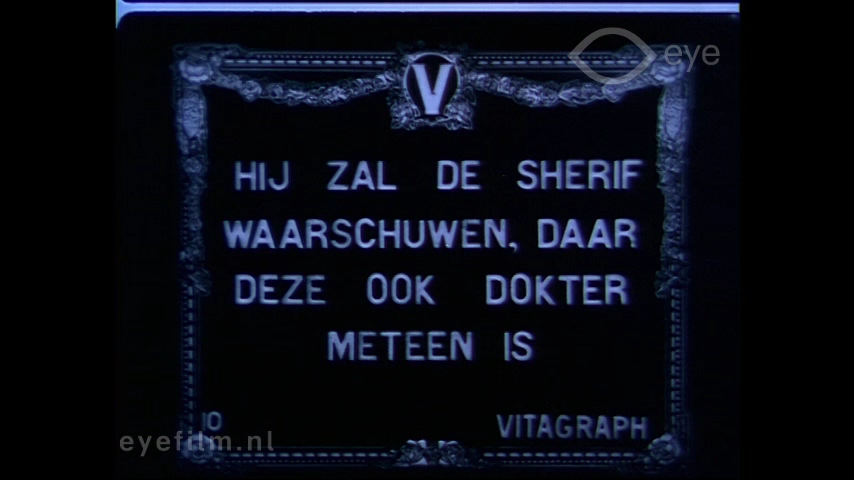 eye
V
HIJ ZAL DE SHERIF
WAARSCHUWEN, DAAR
DEZE OOK DOKTER
METEEN IS
10
VITAGRAPH
eyefilm.nl